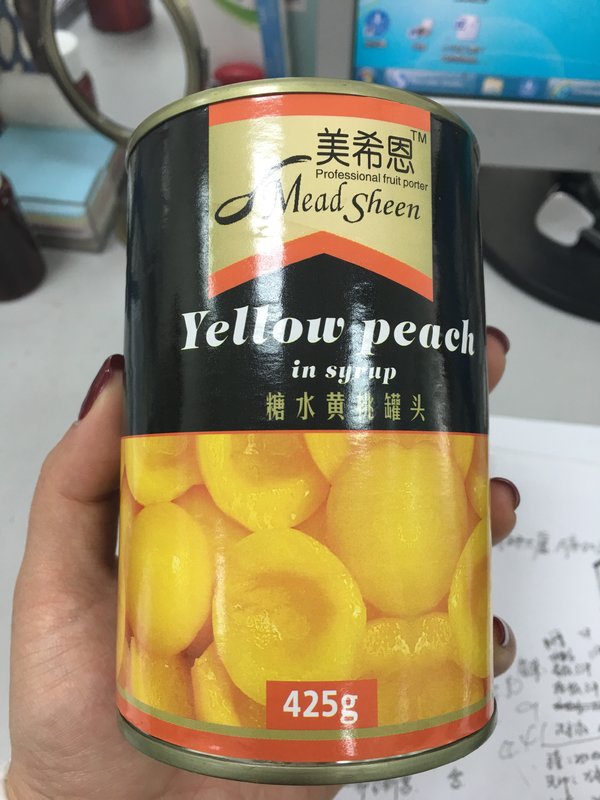 美希恩™
Professional fruit porter
Mead Sheen
Yellow peach
in syrup
糖水黄桃罐头
425g